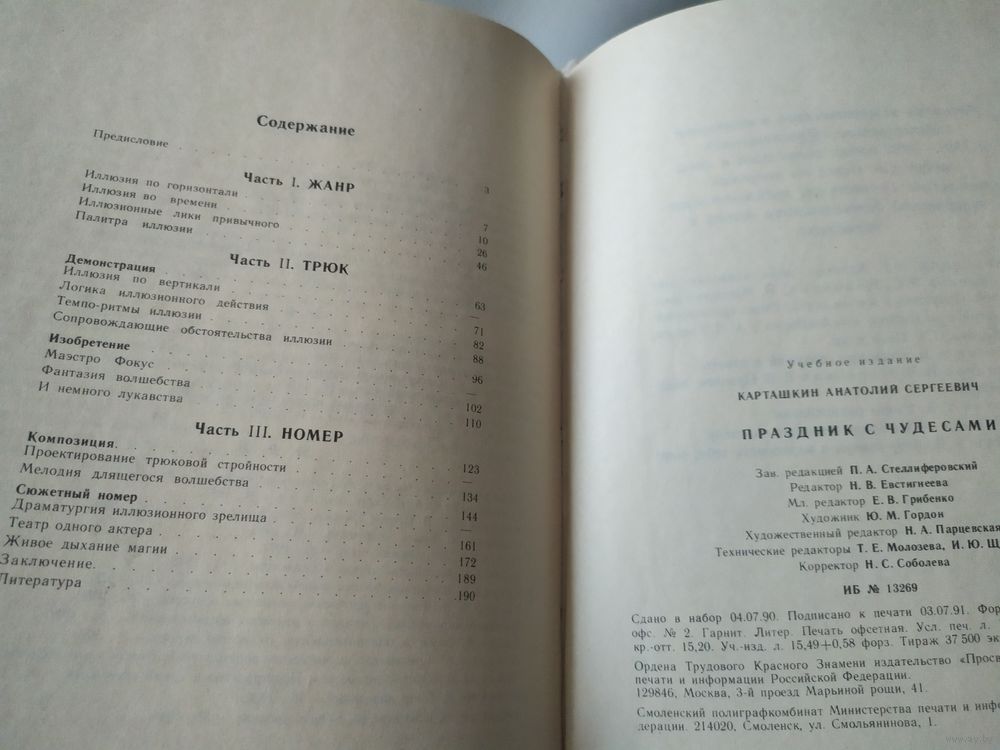 Содержание
Предисловие . . . 3
Часть I. ЖАНР
Иллюзия по горизонтали . . . 7
Иллюзия во времени . . . 10
Иллюзионные лики привычного . . . 26
Палитра иллюзии . . . 46
Часть II. ТРЮК
Демонстрация . . . 63
Иллюзия по вертикали . . . —
Логика иллюзионного действия . . . 71
Темпо-ритмы иллюзии . . . 82
Сопровождающие обстоятельства иллюзии . . . 88
Изобретение . . . 96
Маэстро Фокус . . . —
Фантазия волшебства . . . 102
И немного лукавства . . . 110
Часть III. НОМЕР
Композиция . . . 123
Проектирование трюковой стройности . . . —
Мелодия длящегося волшебства . . . 134
Сюжетный номер . . . 144
Драматургия иллюзионного зрелища . . . —
Театр одного актера . . . 161
Живое дыхание магии . . . 172
Заключение . . . 189
Литература . . . 190
Учебное издание
КАРТАШКИН АНАТОЛИЙ СЕРГЕЕВИЧ
ПРАЗДНИК С ЧУДЕСАМИ
Зав. редакцией П. А. Стеллиферовский
Редактор Н. В. Евстигнеева
Мл. редактор Е. В. Грибенко
Художник Ю. М. Гордон
Художественный редактор Н. А. Парцевская
Технические редакторы Т. Е. Молозева, И. Ю.
Корректор Н. С. Соболева
ИБ № 13269
Сдано в набор 04.07.90. Подписано к печати 03.07.91.
офс. № 2. Гарнит. Литер. Печать офсетная. Усл. печ. л.
кр.-отт. 15,20. Уч.-изд. л. 15,49+0,58 форз. Тираж 37 500
Ордена Трудового Красного Знамени издательство
печати и информации Российской Федерации.
129846, Москва, 3-й проезд Марьиной рощи, 41.
Смоленский полиграфкомбинат Министерства печати и
дерации. 214020, Смоленск, ул. Смольянинова, 1.